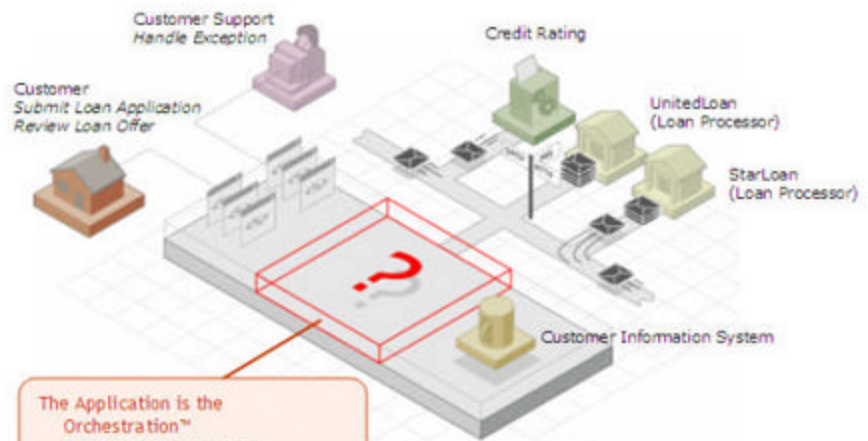 Customer Support
Handle Exception
Credit Rating
Customer
Submit Loan Application
Review Loan Offer
UnitedLoan
(Loan Processor)
StarLoan
(Loan Processor)
?
Customer Information System
The Application is the
Orchestration™